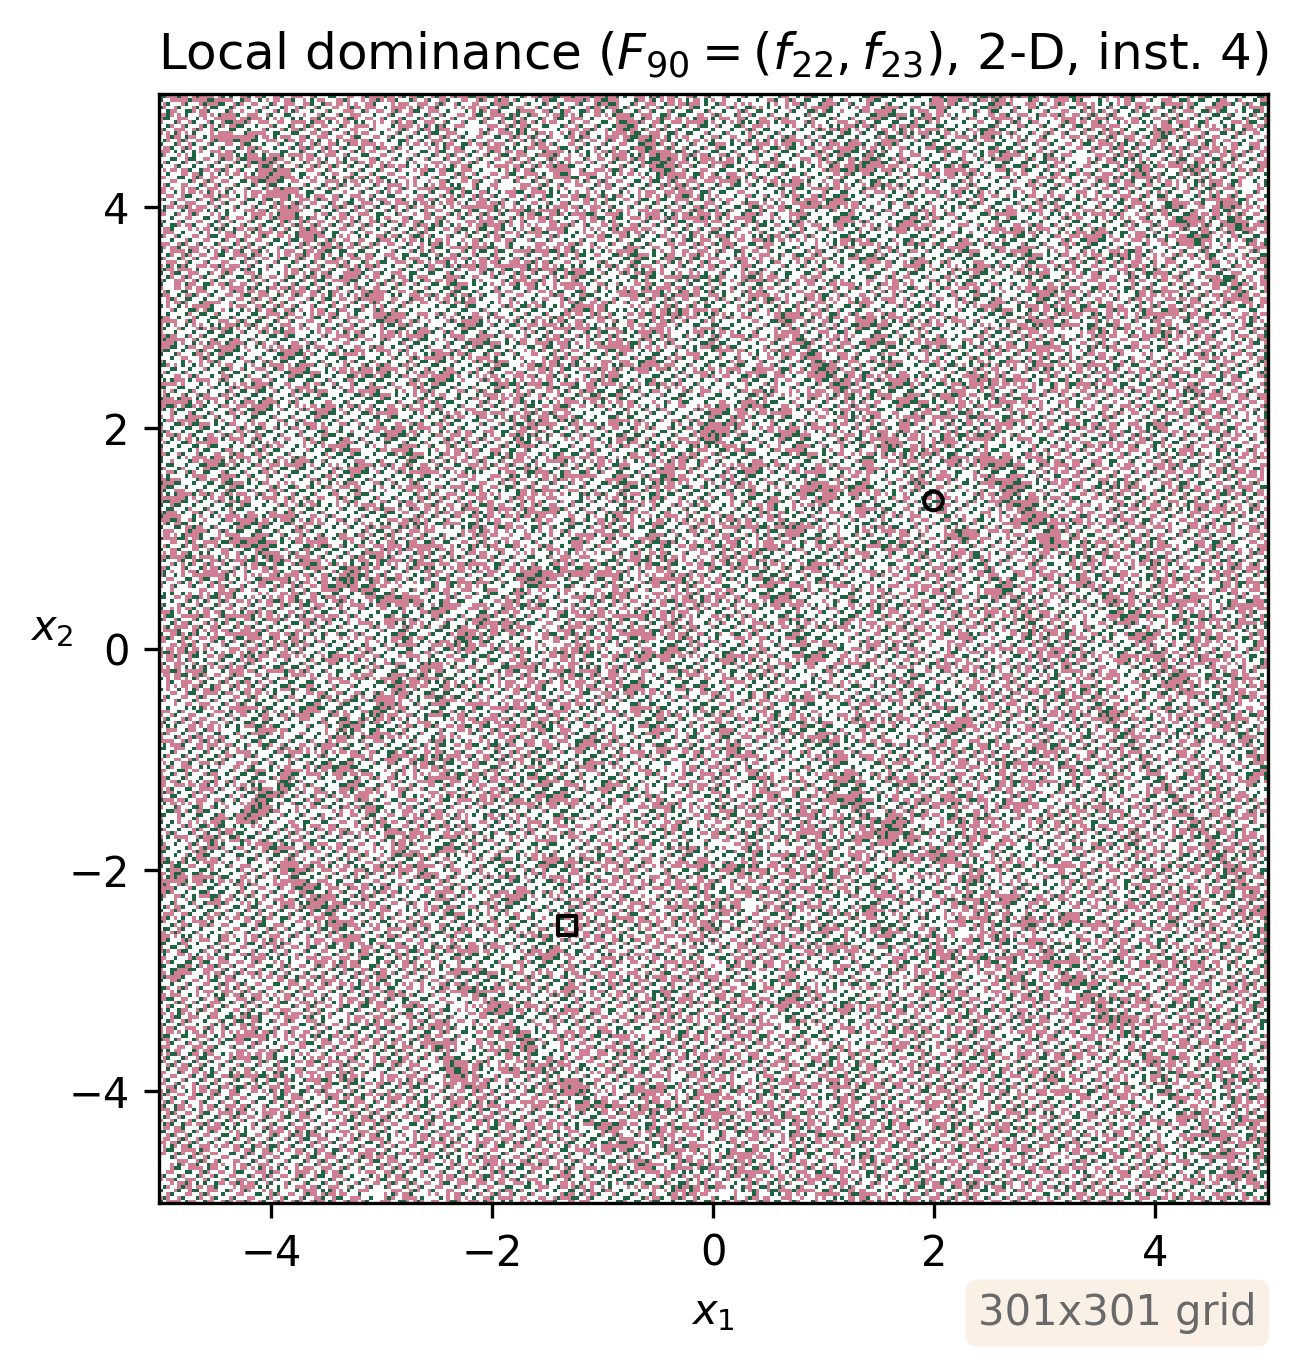 Local dominance (F₉₀ = (f₂₂, f₂₃), 2-D, inst. 4)
4
2
x₂
0
−2
−4
−4 −2 0 2 4
x₁
301x301 grid